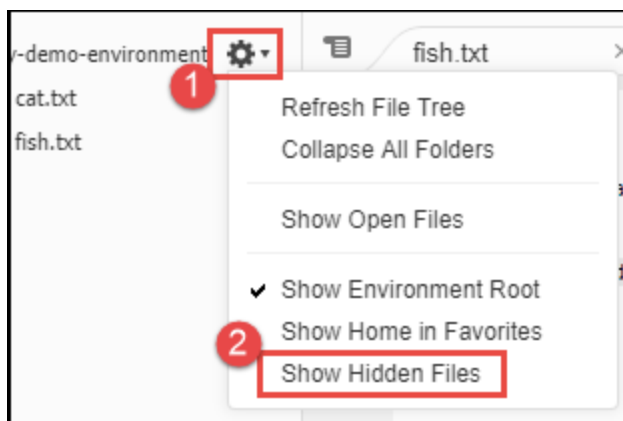 -demo-environment
fish.txt
1
cat.txt
fish.txt
Refresh File Tree
Collapse All Folders
Show Open Files
Show Environment Root
Show Home in Favorites
2
Show Hidden Files